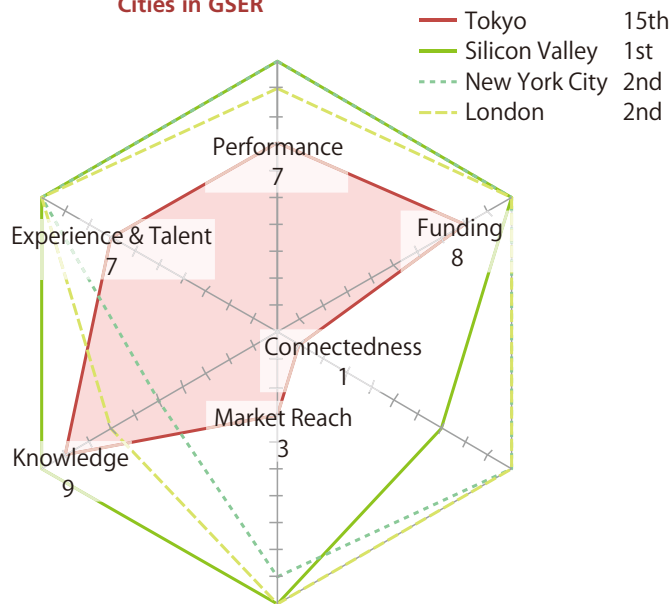 Cities in GSER
Tokyo 15th
Silicon Valley 1st
New York City 2nd
London 2nd
Performance
7
Funding
8
Experience & Talent
7
Connectedness
1
Market Reach
3
Knowledge
9